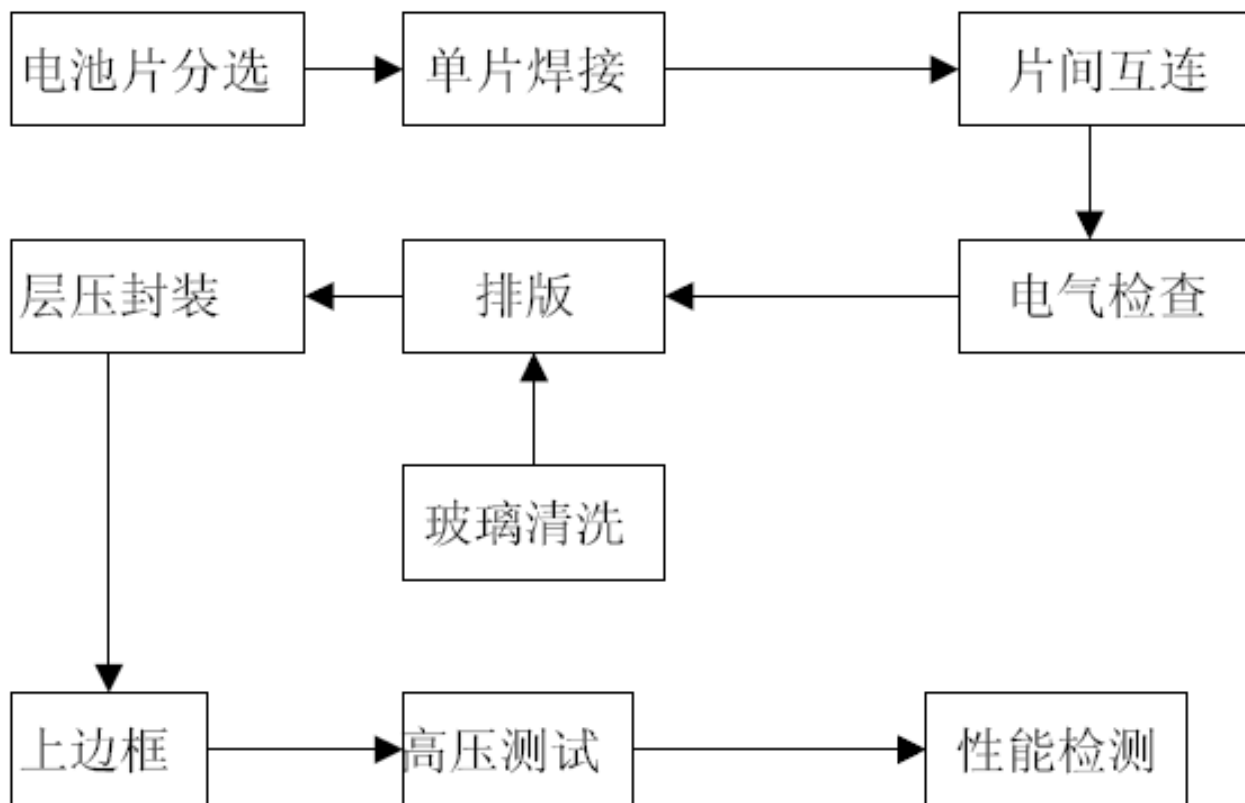 电池片分选
单片焊接
片间互连
层压封装
排版
电气检查
玻璃清洗
上边框
高压测试
性能检测